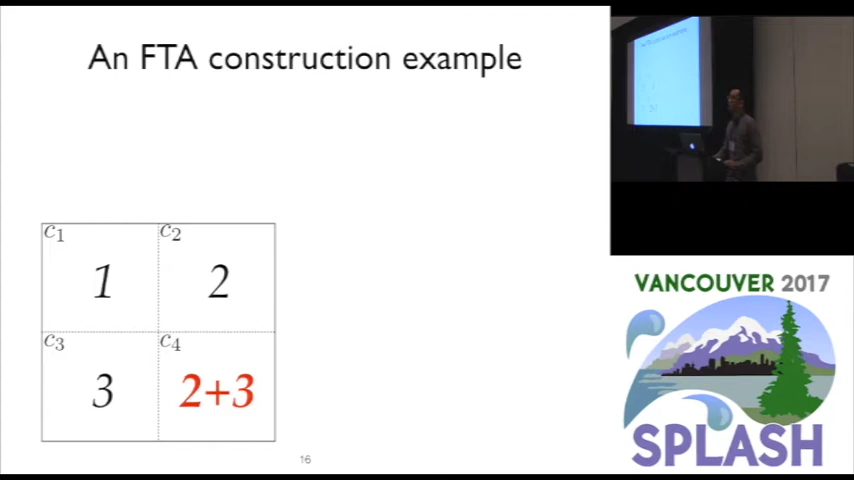 An FTA construction example
c1 c2
1 2
c3 c4
3 2+3
16
VANCOUVER 2017
SPLASH